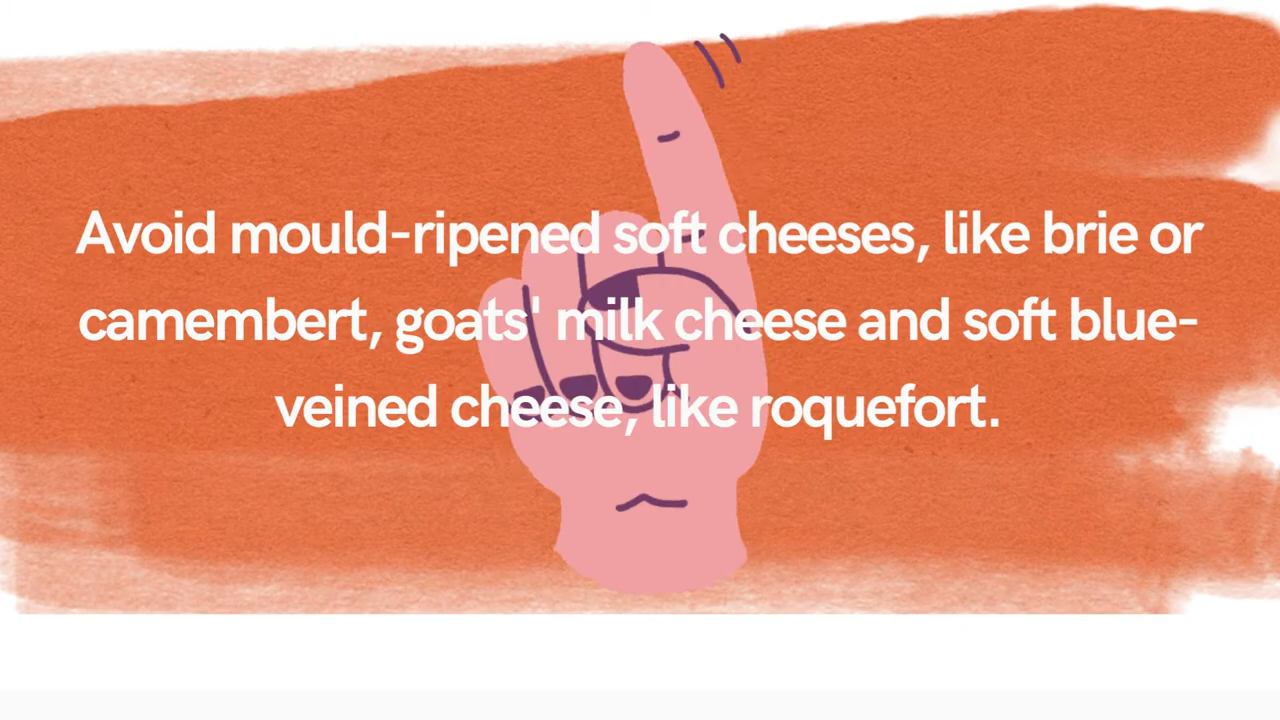 Avoid mould-ripened soft cheeses, like brie or
camembert, goats' milk cheese and soft blue-
veined cheese, like roquefort.